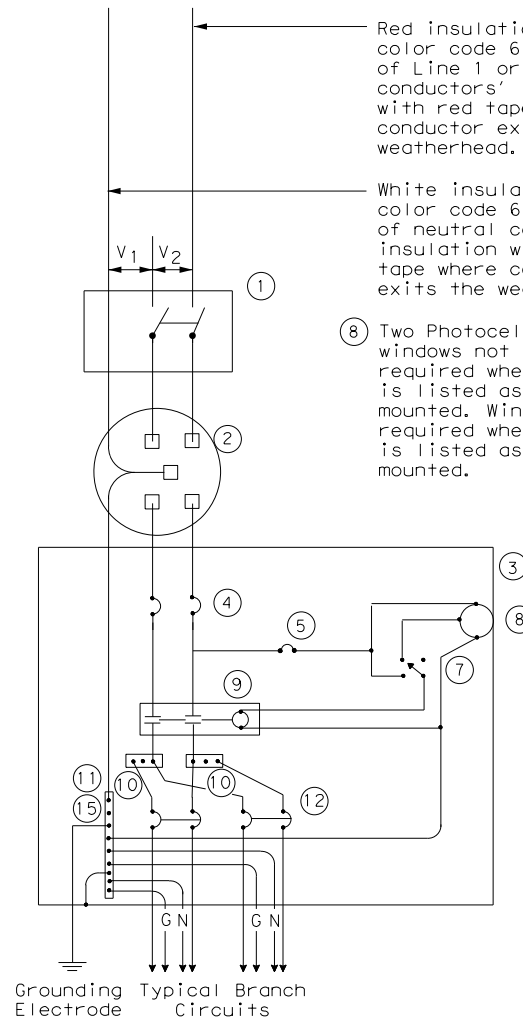 Red insulatio
color code 6
of Line 1 or
conductors'
with red tape
conductor ex
weatherhead.
White insula
color code 6
of neutral co
insulation w
tape where co
exits the wea
V1
V2
1
8 Two Photocel
windows not
required whe
is listed as
mounted. Win
required whe
is listed as
mounted.
2
3
4
5
8
7
9
11
10
10
15
12
G N
G N
Grounding
Electrode
Typical Branch
Circuits